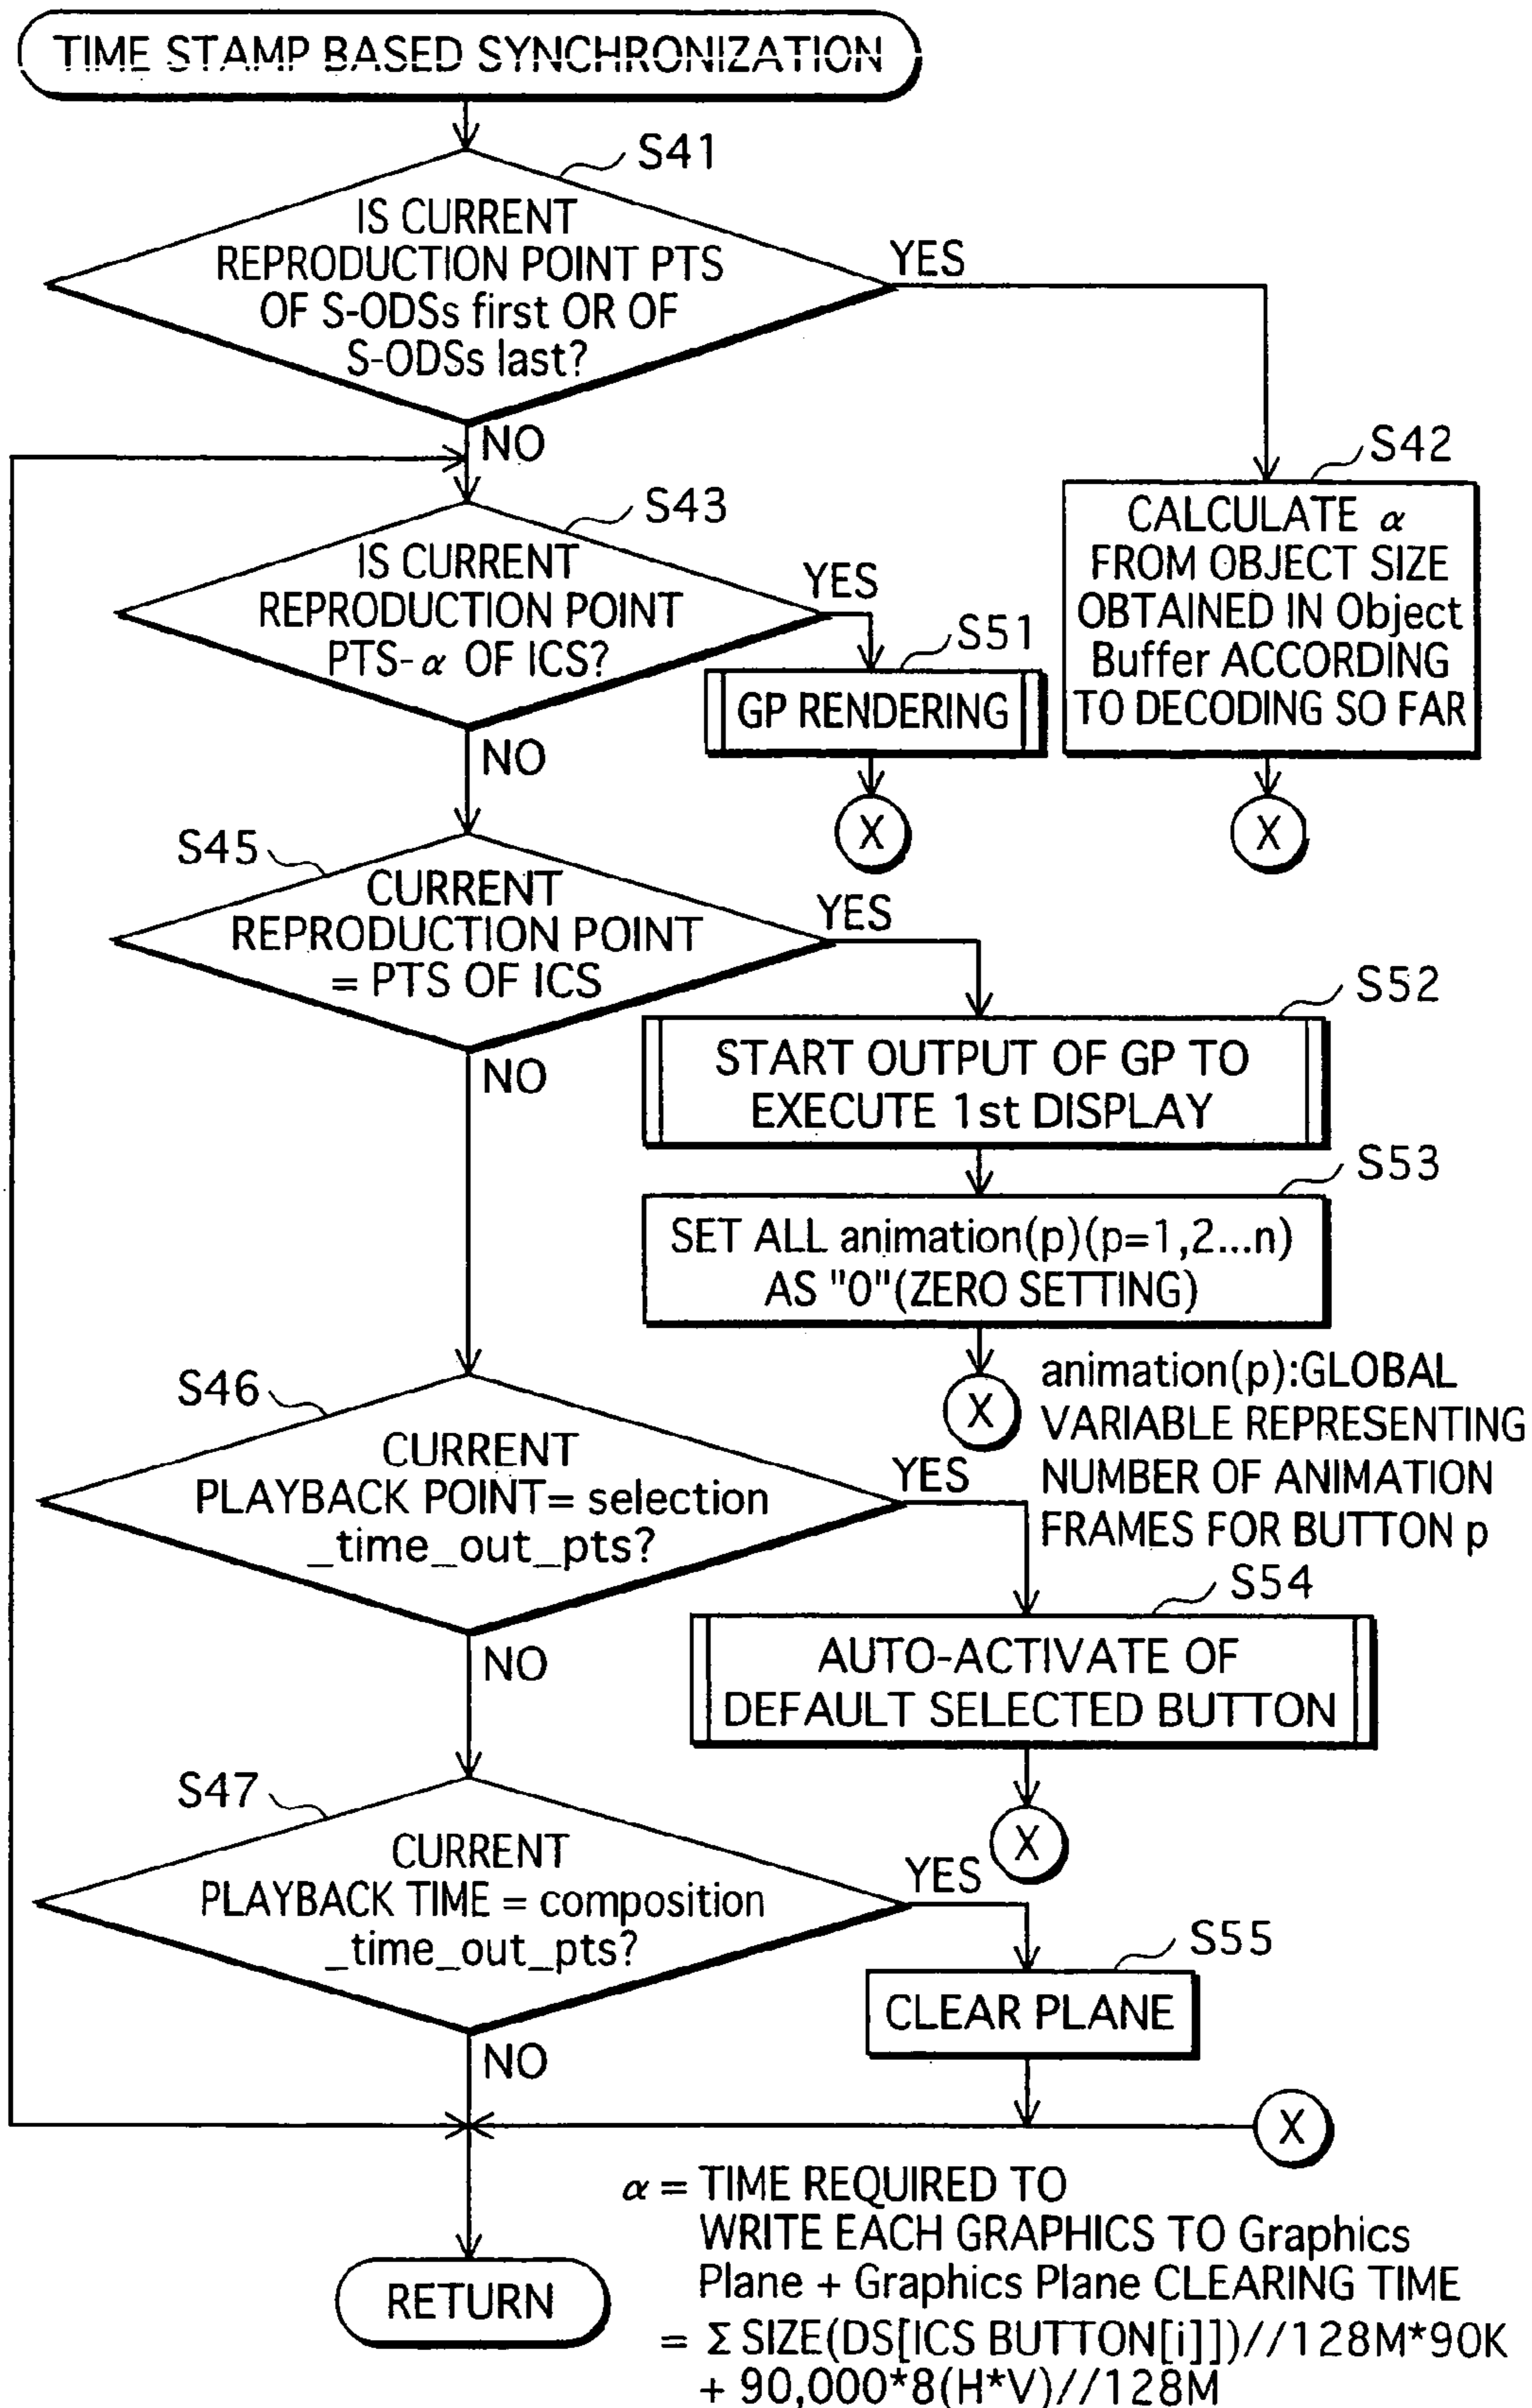 TIME STAMP BASED SYNCHRONIZATION
S41
IS CURRENT
REPRODUCTION POINT PTS
OF S-ODSs first OR OF
S-ODSs last?
YES
NO
S42
CALCULATE α
FROM OBJECT SIZE
OBTAINED IN Object
Buffer ACCORDING
TO DECODING SO FAR
X
S43
IS CURRENT
REPRODUCTION POINT
PTS-α OF ICS?
YES
NO
S51
GP RENDERING
X
S45
CURRENT
REPRODUCTION POINT
= PTS OF ICS
YES
NO
S52
START OUTPUT OF GP TO
EXECUTE 1st DISPLAY
S53
SET ALL animation(p)(p=1,2...n)
AS "0"(ZERO SETTING)
X
animation(p):GLOBAL
VARIABLE REPRESENTING
NUMBER OF ANIMATION
FRAMES FOR BUTTON p
S46
CURRENT
PLAYBACK POINT= selection
_time_out_pts?
YES
NO
S54
AUTO-ACTIVATE OF
DEFAULT SELECTED BUTTON
X
S47
CURRENT
PLAYBACK TIME = composition
_time_out_pts?
YES
NO
S55
CLEAR PLANE
X
RETURN
α = TIME REQUIRED TO
WRITE EACH GRAPHICS TO Graphics
Plane + Graphics Plane CLEARING TIME
= Σ SIZE(DS[ICS BUTTON[i]])//128M*90K
+ 90,000*8(H*V)//128M